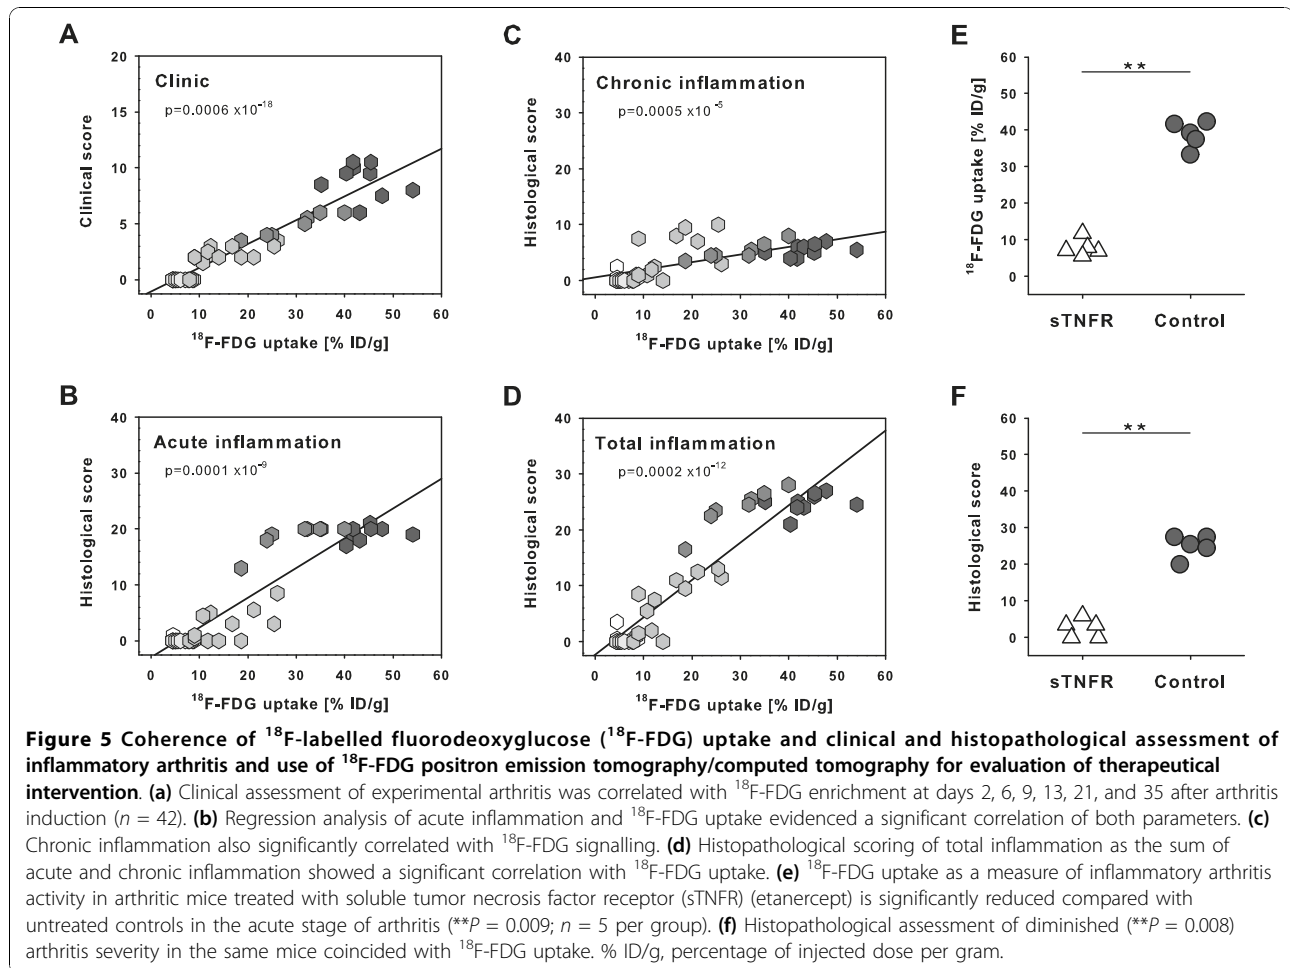 A
20
15
10
5
0
Clinical score
Clinic
p=0.0006 x10⁻¹⁸
0 10 20 30 40 50 60
¹⁸F-FDG uptake [% ID/g]
C
40
30
20
10
0
Histological score
Chronic inflammation
p=0.0005 x10⁻⁵
0 10 20 30 40 50 60
¹⁸F-FDG uptake [% ID/g]
E
60
50
40
30
20
10
0
¹⁸F-FDG uptake [% ID/g]
**
sTNFR Control
B
40
30
20
10
0
Histological score
Acute inflammation
p=0.0001 x10⁻⁹
0 10 20 30 40 50 60
¹⁸F-FDG uptake [% ID/g]
D
40
30
20
10
0
Histological score
Total inflammation
p=0.0002 x10⁻¹²
0 10 20 30 40 50 60
¹⁸F-FDG uptake [% ID/g]
F
60
50
40
30
20
10
0
Histological score
**
sTNFR Control
Figure 5 Coherence of ¹⁸F-labelled fluorodeoxyglucose (¹⁸F-FDG) uptake and clinical and histopathological assessment of
inflammatory arthritis and use of ¹⁸F-FDG positron emission tomography/computed tomography for evaluation of therapeutical
intervention. (a) Clinical assessment of experimental arthritis was correlated with ¹⁸F-FDG enrichment at days 2, 6, 9, 13, 21, and 35 after arthritis
induction (n = 42). (b) Regression analysis of acute inflammation and ¹⁸F-FDG uptake evidenced a significant correlation of both parameters. (c)
Chronic inflammation also significantly correlated with ¹⁸F-FDG signalling. (d) Histopathological scoring of total inflammation as the sum of
acute and chronic inflammation showed a significant correlation with ¹⁸F-FDG uptake. (e) ¹⁸F-FDG uptake as a measure of inflammatory arthritis
activity in arthritic mice treated with soluble tumor necrosis factor receptor (sTNFR) (etanercept) is significantly reduced compared with
untreated controls in the acute stage of arthritis (**P = 0.009; n = 5 per group). (f) Histopathological assessment of diminished (**P = 0.008)
arthritis severity in the same mice coincided with ¹⁸F-FDG uptake. % ID/g, percentage of injected dose per gram.